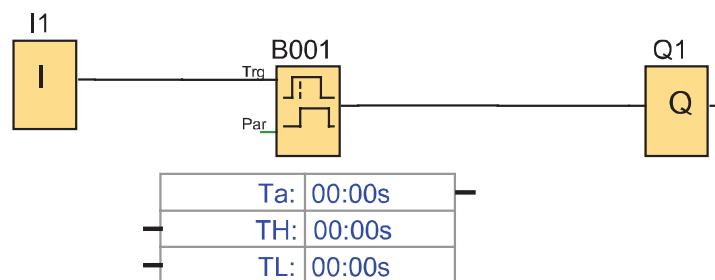 I1
B001
Q1
I
Trg
Q
Par
Ta: 00:00s
TH: 00:00s
TL: 00:00s